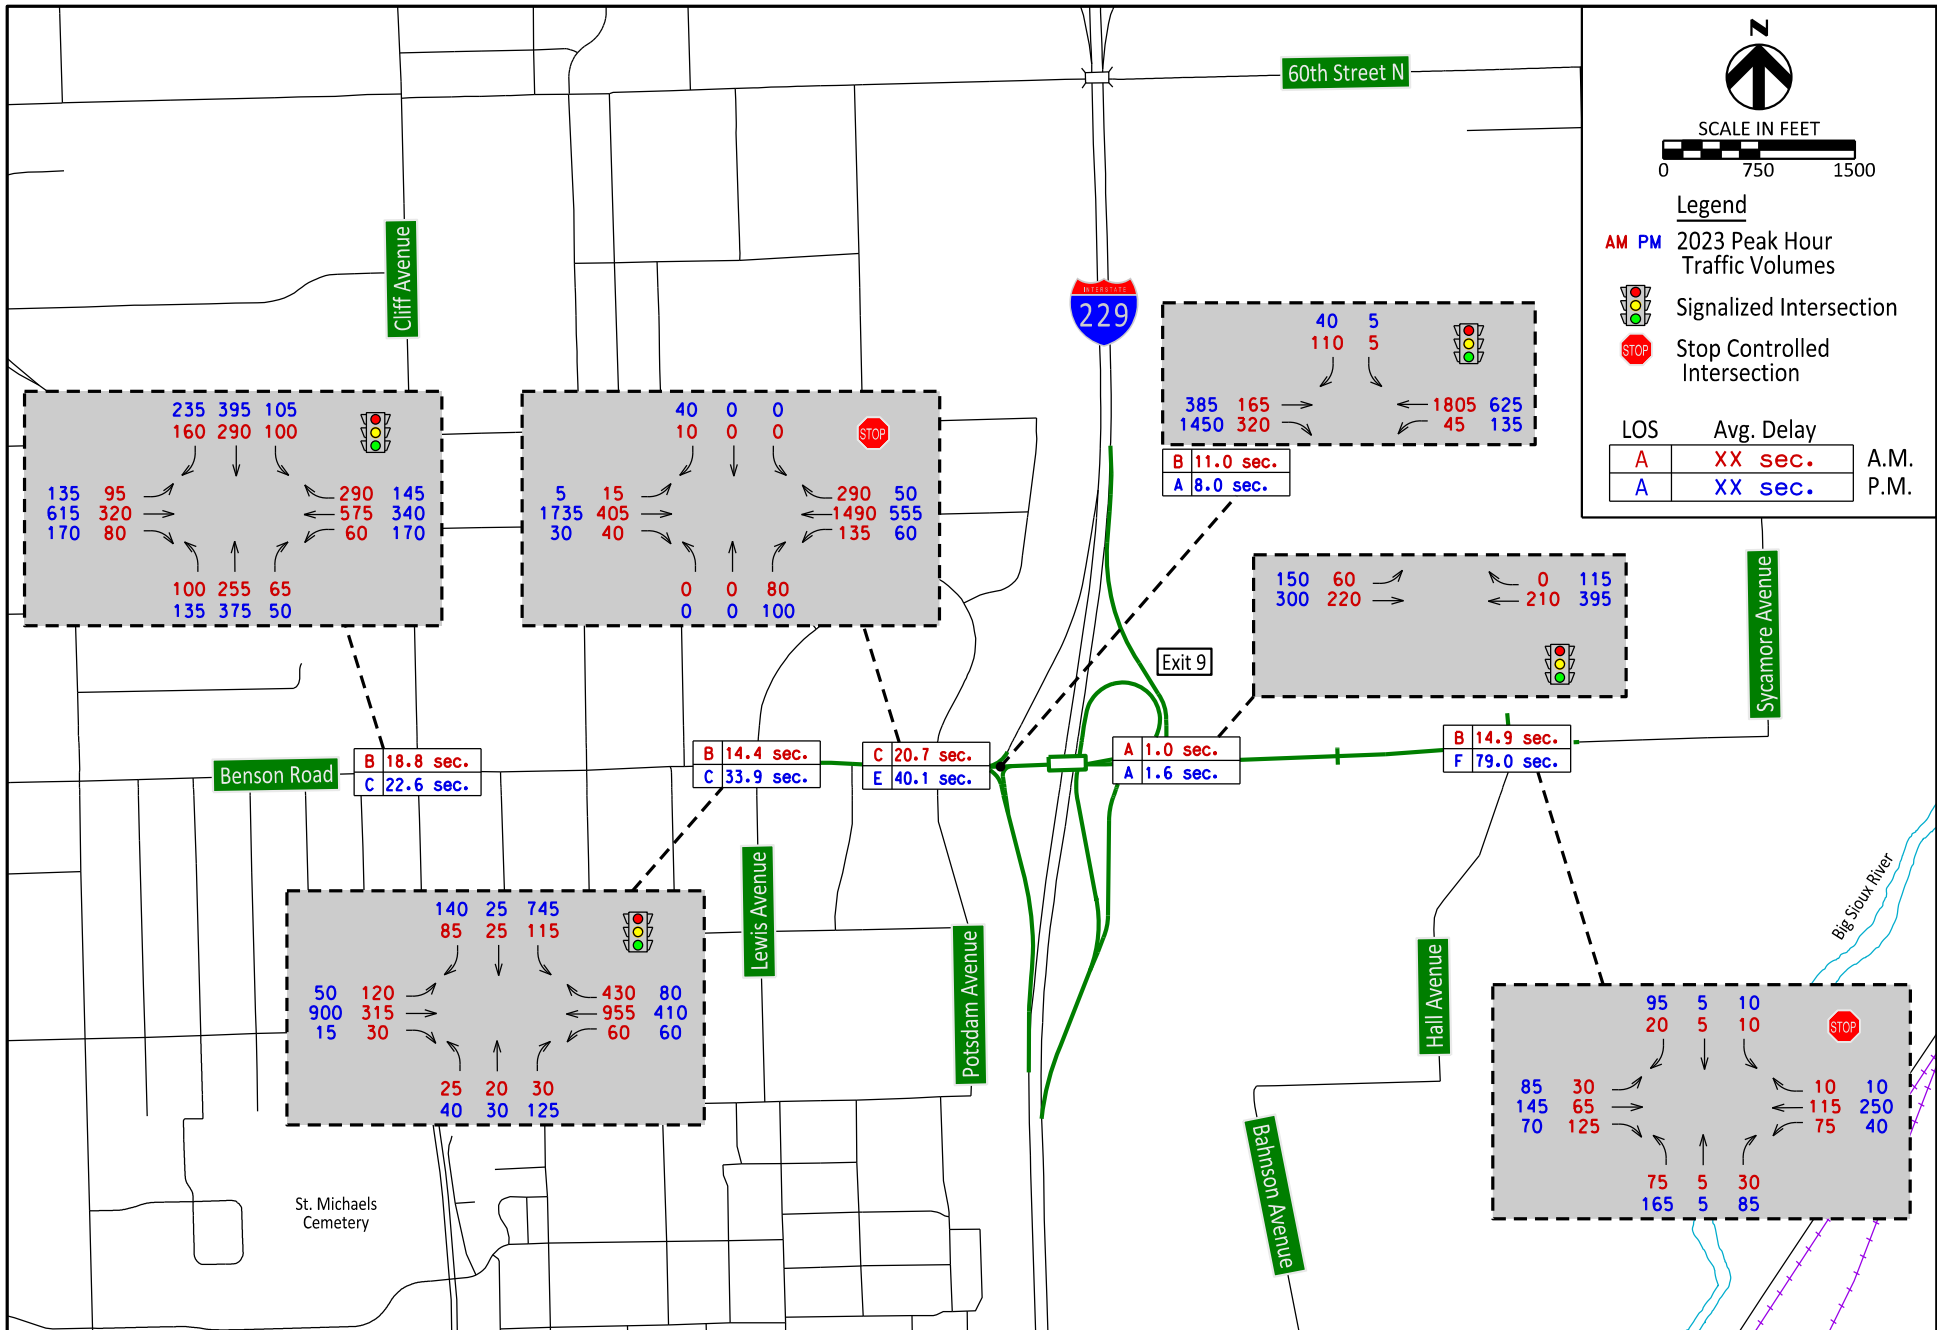 60th Street N
N
SCALE IN FEET
0 750 1500
Legend
AM PM 2023 Peak Hour
Traffic Volumes
Signalized Intersection
STOP Stop Controlled
Intersection
LOS Avg. Delay
A XX sec. A.M.
A XX sec. P.M.
Cliff Avenue
INTERSTATE
229
235 395 105
160 290 100
135 95 290 145
615 320 575 340
170 80 60 170
100 255 65
135 375 50
40 0 0
10 0 0
STOP
5 15 290 50
1735 405 1490 555
30 40 135 60
0 0 80
0 0 100
40 5
110 5
385 165 1805 625
1450 320 45 135
B 11.0 sec.
A 8.0 sec.
150 60 0 115
300 220 210 395
Exit 9
Sycamore Avenue
Benson Road
B 18.8 sec.
C 22.6 sec.
B 14.4 sec.
C 33.9 sec.
C 20.7 sec.
E 40.1 sec.
A 1.0 sec.
A 1.6 sec.
B 14.9 sec.
F 79.0 sec.
140 25 745
85 25 115
50 120 430 80
900 315 955 410
15 30 60 60
25 20 30
40 30 125
Lewis Avenue
Potsdam Avenue
Hall Avenue
Bahnson Avenue
Big Sioux River
95 5 10
20 5 10
STOP
85 30 10 10
145 65 115 250
70 125 75 40
75 5 30
165 5 85
St. Michaels
Cemetery